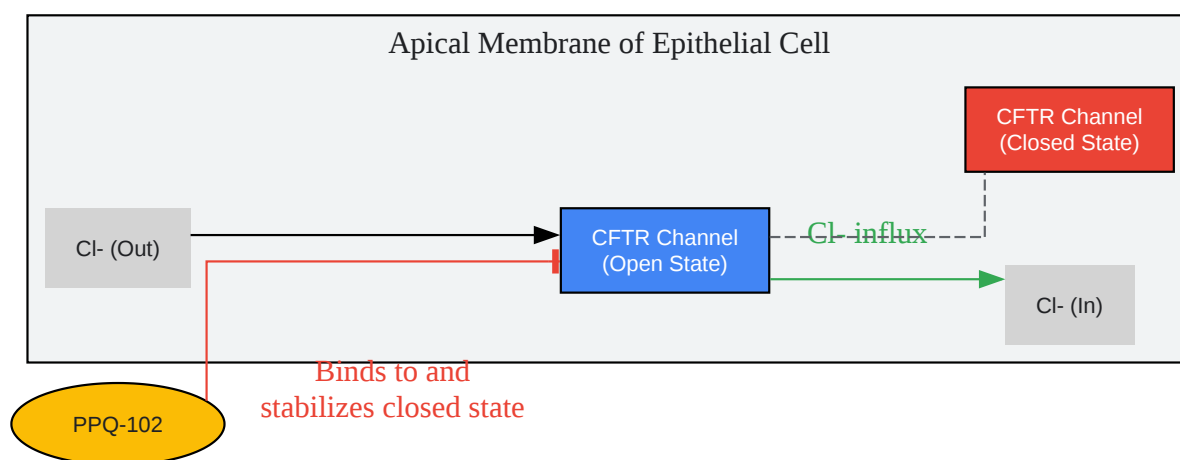 Apical Membrane of Epithelial Cell
CFTR Channel
(Closed State)
Cl- (Out)
CFTR Channel
(Open State)
Cl- influx
Cl- (In)
Binds to and
stabilizes closed state
PPQ-102